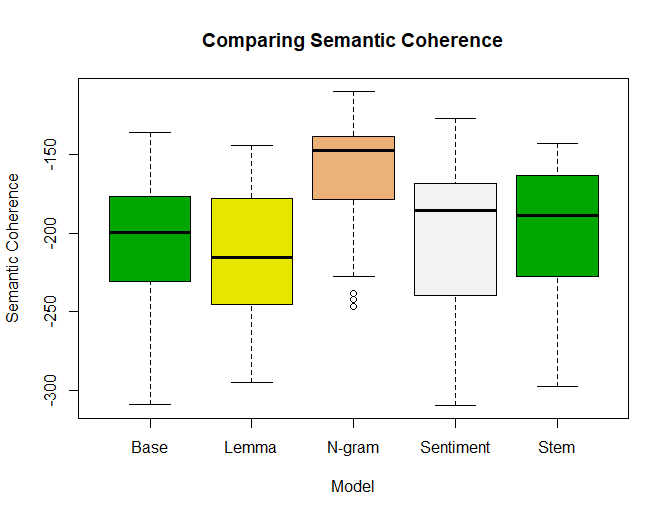 Comparing Semantic Coherence
Semantic Coherence
-150
-200
-250
-300
Base Lemma N-gram Sentiment Stem
Model